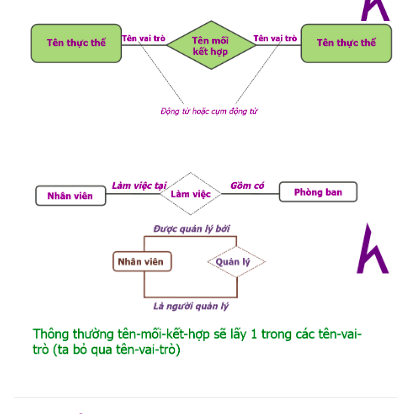 Tên thực thể
Tên vai trò
Tên mối
kết hợp
Tên vai trò
Tên thực thể
Động từ hoặc cụm động từ
Nhân viên
Làm việc tại
Làm việc
Gồm có
Phòng ban
Được quản lý bởi
Nhân viên
Quản lý
Là người quản lý
Thông thường tên-mối-kết-hợp sẽ lấy 1 trong các tên-vai-
trò (ta bỏ qua tên-vai-trò)